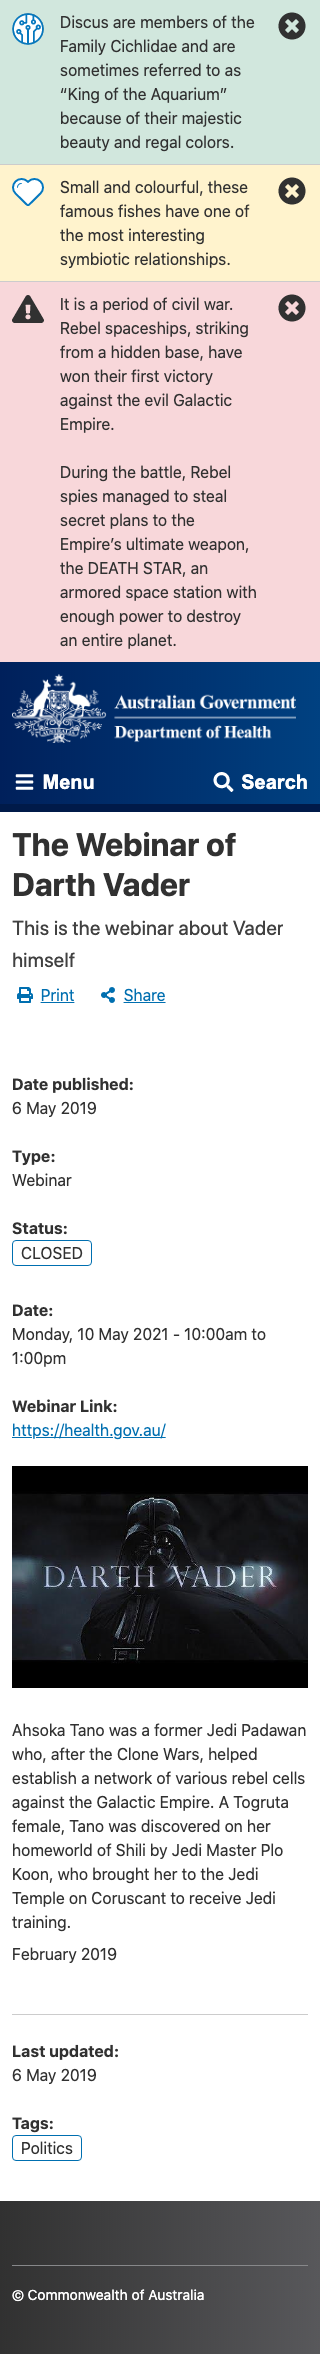 Discus are members of the
Family Cichlidae and are
sometimes referred to as
“King of the Aquarium”
because of their majestic
beauty and regal colors.
Small and colourful, these
famous fishes have one of
the most interesting
symbiotic relationships.
It is a period of civil war.
Rebel spaceships, striking
from a hidden base, have
won their first victory
against the evil Galactic
Empire.
During the battle, Rebel
spies managed to steal
secret plans to the
Empire’s ultimate weapon,
the DEATH STAR, an
armored space station with
enough power to destroy
an entire planet.
Australian Government
Department of Health
Menu Search
The Webinar of
Darth Vader
This is the webinar about Vader
himself
Print Share
Date published:
6 May 2019
Type:
Webinar
Status:
CLOSED
Date:
Monday, 10 May 2021 - 10:00am to
1:00pm
Webinar Link:
https://health.gov.au/
DARTH VADER
Ahsoka Tano was a former Jedi Padawan
who, after the Clone Wars, helped
establish a network of various rebel cells
against the Galactic Empire. A Togruta
female, Tano was discovered on her
homeworld of Shili by Jedi Master Plo
Koon, who brought her to the Jedi
Temple on Coruscant to receive Jedi
training.
February 2019
Last updated:
6 May 2019
Tags:
Politics
© Commonwealth of Australia